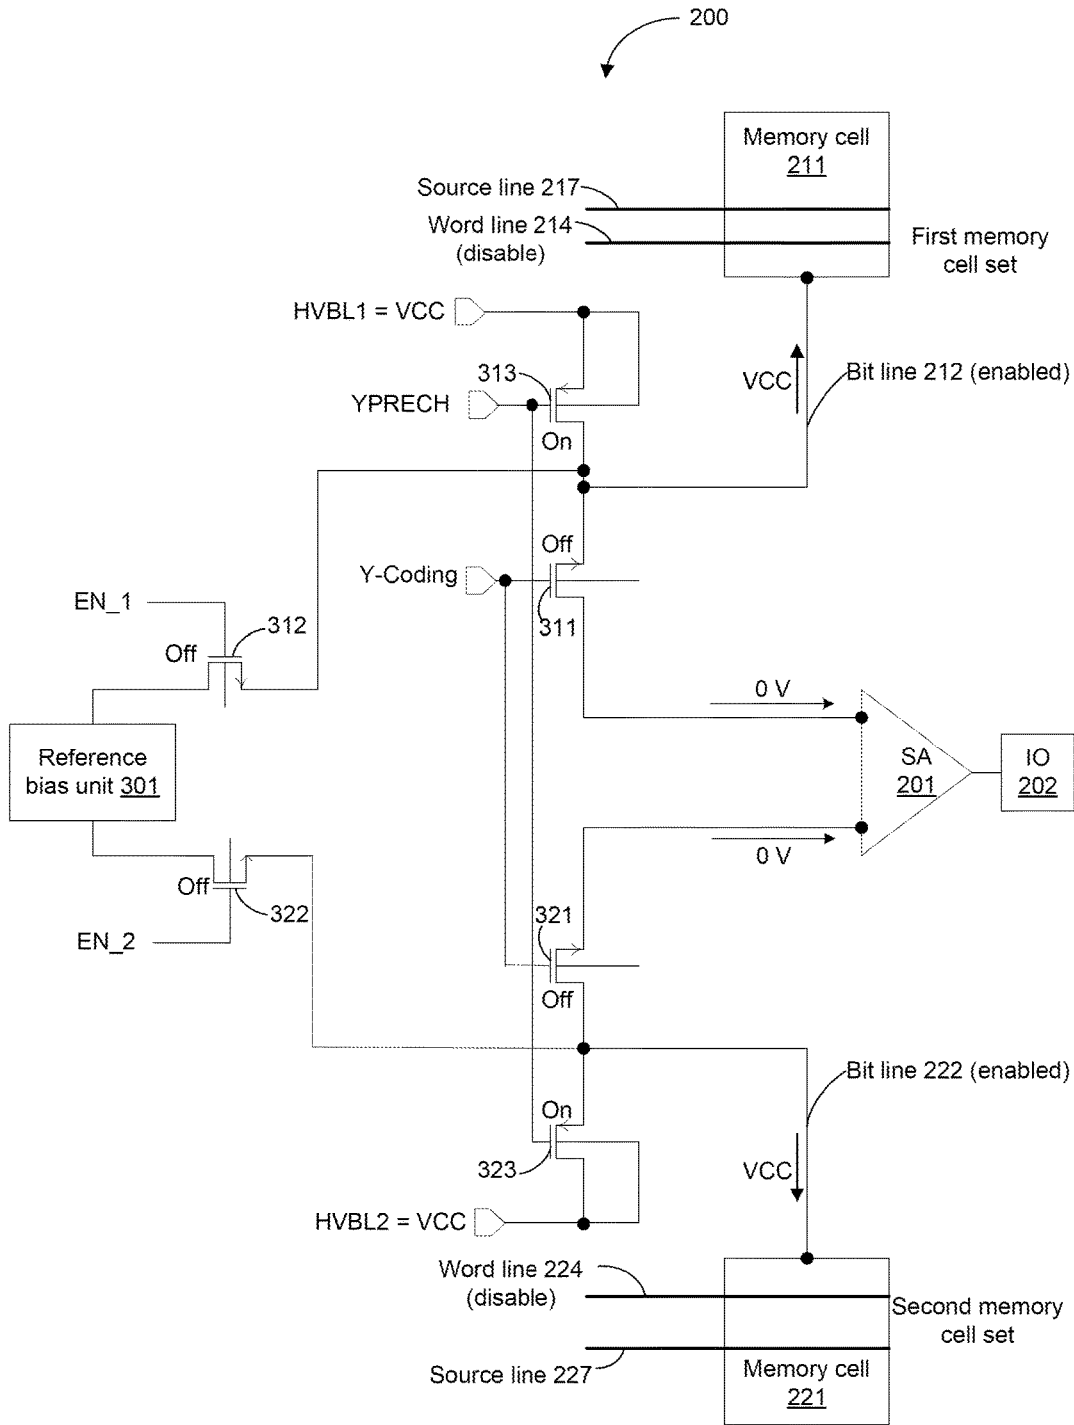 200
Memory cell
211
Source line 217
Word line 214
(disable)
First memory
cell set
HVBL1 = VCC
313
YPRECH
On
VCC
Bit line 212 (enabled)
Off
Y-Coding
311
EN_1
312
Off
0 V
Reference
bias unit 301
SA
201
IO
202
0 V
Off
322
EN_2
321
Off
Bit line 222 (enabled)
On
323
VCC
HVBL2 = VCC
Word line 224
(disable)
Second memory
cell set
Source line 227
Memory cell
221